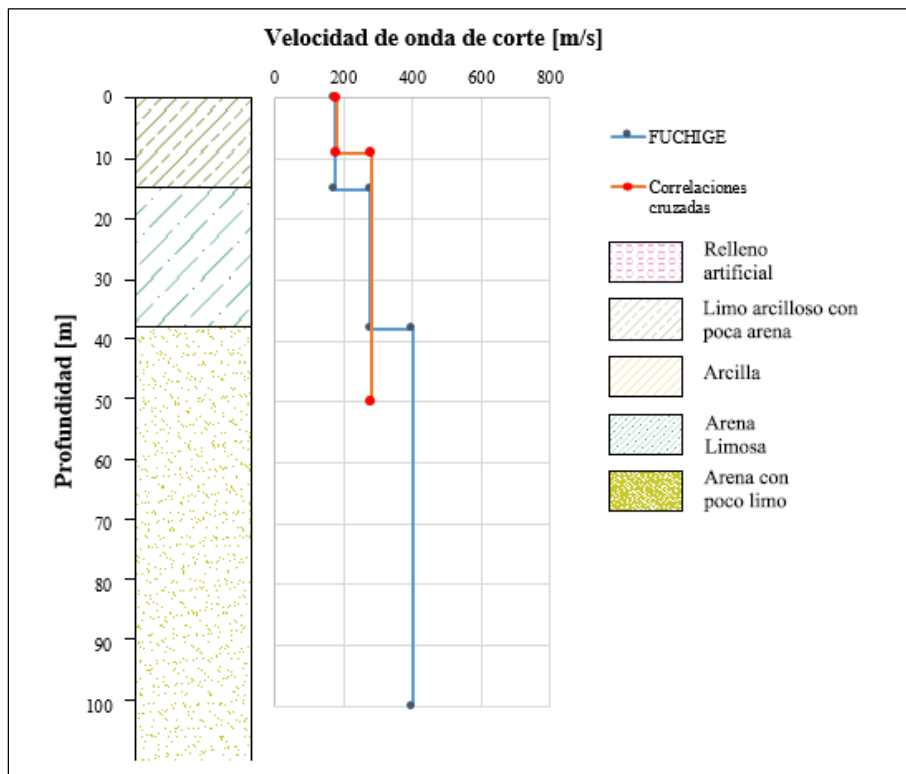 Velocidad de onda de corte [m/s]
0 200 400 600 800
0
10
20
30
40
50
60
70
80
90
100
Profundidad [m]
FUCHIGE
Correlaciones
cruzadas
Relleno
artificial
Limo arcilloso con
poca arena
Arcilla
Arena
Limosa
Arena con
poco limo